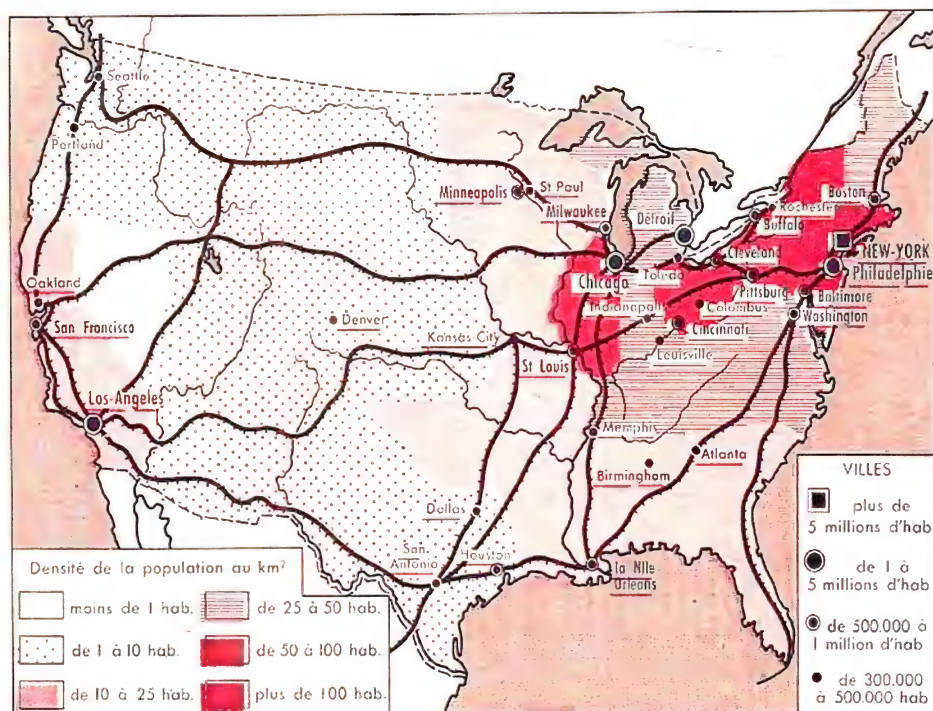 Seattle
Portland
Minneapolis
St Paul
Milwaukee
Détroit
Boston
Rochester
Buffalo
NEW-YORK
Cleveland
Toledo
Philadelphie
Chicago
Pittsburg
Oakland
Indianapolis
Colombus
Baltimore
San Francisco
Denver
Kansas-City
Cincinnati
Washington
St Louis
Louisville
Los-Angeles
Memphis
Atlanta
Birmingham
Dallas
San
Antonio
Houston
la Nlle
Orléans
Densité de la population au km²
moins de 1 hab.
de 25 à 50 hab.
de 1 à 10 hab.
de 50 à 100 hab.
de 10 à 25 hab.
plus de 100 hab.
VILLES
plus de
5 millions d'hab
de 1 à
5 millions d'hab
de 500.000 à
1 million d'hab
de 300.000
à 500.000 hab